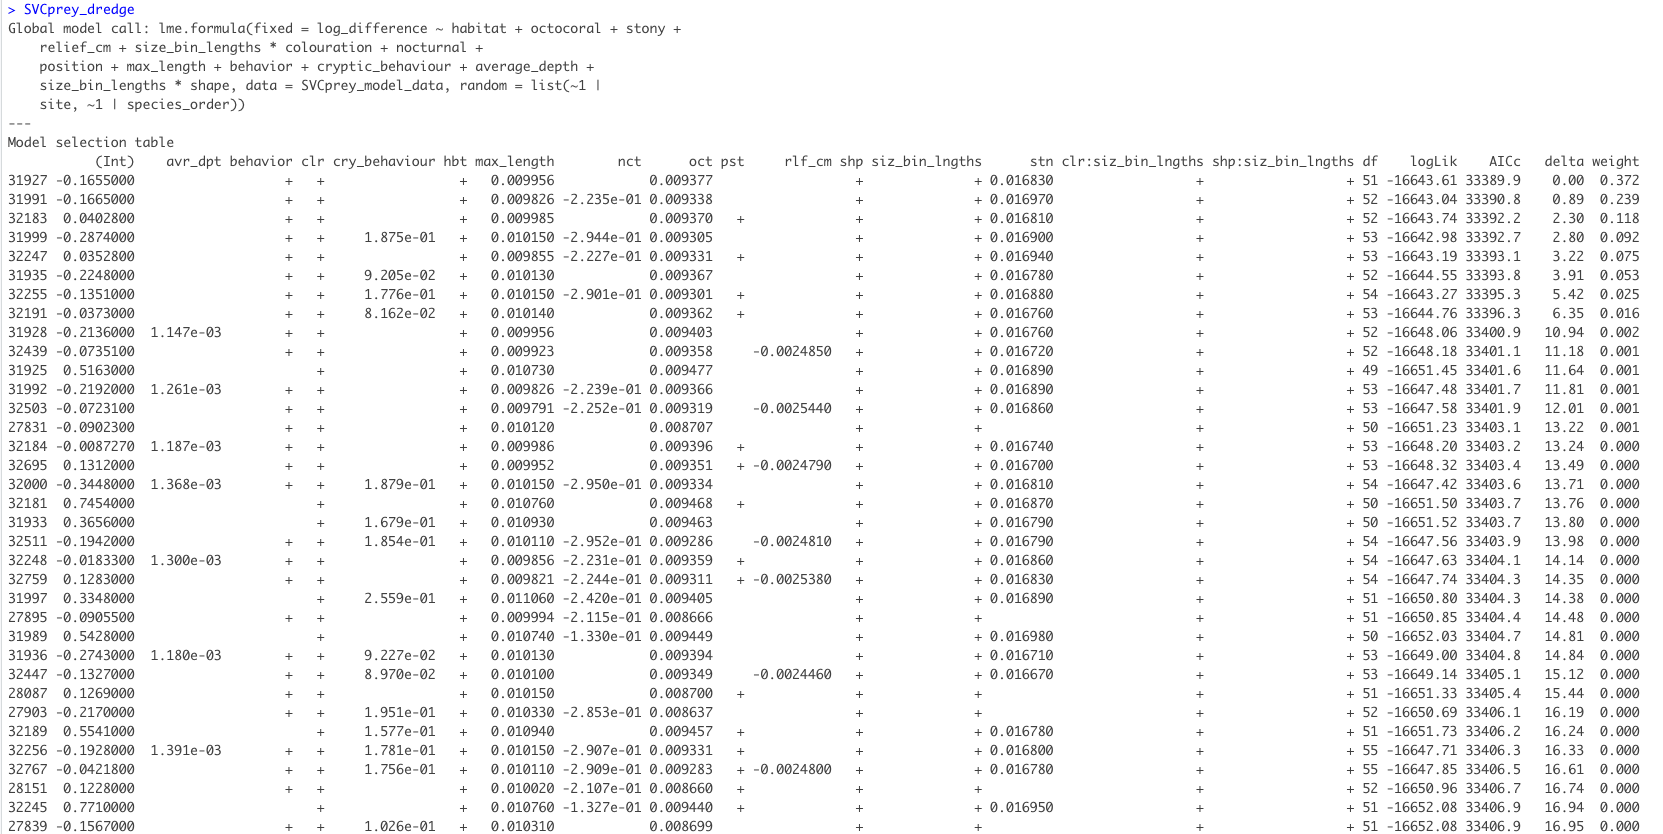 > SVCprey_dredge
Global model call: lme.formula(fixed = log_difference ~ habitat + octocoral + stony +
    relief_cm + size_bin_lengths * colouration + nocturnal +
    position + max_length + behavior + cryptic_behaviour + average_depth +
    size_bin_lengths * shape, data = SVCprey_model_data, random = list(~1 |
    site, ~1 | species_order))
---
Model selection table
(Int) avr_dpt behavior clr cry_behaviour hbt max_length nct oct pst rlf_cm shp siz_bin_lngths stn clr:siz_bin_lngths shp:siz_bin_lngths df logLik AICc delta weight
31927 -0.1655000 + + + 0.009956 0.009377 + + 0.016830 + + 51 -16643.61 33389.9 0.00 0.372
31991 -0.1665000 + + + 0.009826 -2.235e-01 0.009338 + + 0.016970 + + 52 -16643.04 33390.8 0.89 0.239
32183 0.0402800 + + + 0.009985 0.009370 + + + 0.016810 + + 52 -16643.74 33392.2 2.30 0.118
31999 -0.2874000 + + 1.875e-01 + 0.010150 -2.944e-01 0.009305 + + 0.016900 + + 53 -16642.98 33392.7 2.80 0.092
32247 0.0352800 + + + 0.009855 -2.227e-01 0.009331 + + + 0.016940 + + 53 -16643.19 33393.1 3.22 0.075
31935 -0.2248000 + + 9.205e-02 + 0.010130 0.009367 + + 0.016780 + + 52 -16644.55 33393.8 3.91 0.053
32255 -0.1351000 + + 1.776e-01 + 0.010150 -2.901e-01 0.009301 + + + 0.016880 + + 54 -16643.27 33395.3 5.42 0.025
32191 -0.0373000 + + 8.162e-02 + 0.010140 0.009362 + + + 0.016760 + + 53 -16644.76 33396.3 6.35 0.016
31928 -0.2136000 1.147e-03 + + + 0.009956 0.009403 + + 0.016760 + + 52 -16648.06 33400.9 10.94 0.002
32439 -0.0735100 + + + 0.009923 0.009358 -0.0024850 + + 0.016720 + + 52 -16648.18 33401.1 11.18 0.001
31925 0.5163000 + + 0.010730 0.009477 + + 0.016890 + + 49 -16651.45 33401.6 11.64 0.001
31992 -0.2192000 1.261e-03 + + + 0.009826 -2.239e-01 0.009366 + + 0.016890 + + 53 -16647.48 33401.7 11.81 0.001
32503 -0.0723100 + + + 0.009791 -2.252e-01 0.009319 -0.0025440 + + 0.016860 + + 53 -16647.58 33401.9 12.01 0.001
27831 -0.0902300 + + + 0.010120 0.008707 + + + + 50 -16651.23 33403.1 13.22 0.001
32184 -0.0087270 1.187e-03 + + + 0.009986 0.009396 + + + 0.016740 + + 53 -16648.20 33403.2 13.24 0.000
32695 0.1312000 + + + 0.009952 0.009351 + -0.0024790 + + 0.016700 + + 53 -16648.32 33403.4 13.49 0.000
32000 -0.3448000 1.368e-03 + + 1.879e-01 + 0.010150 -2.950e-01 0.009334 + + 0.016810 + + 54 -16647.42 33403.6 13.71 0.000
32181 0.7454000 + + 0.010760 0.009468 + + + 0.016870 + + 50 -16651.50 33403.7 13.76 0.000
31933 0.3656000 + 1.679e-01 + 0.010930 0.009463 + + 0.016790 + + 50 -16651.52 33403.7 13.80 0.000
32511 -0.1942000 + + 1.854e-01 + 0.010110 -2.952e-01 0.009286 -0.0024810 + + 0.016790 + + 54 -16647.56 33403.9 13.98 0.000
32248 -0.0183300 1.300e-03 + + + 0.009856 -2.231e-01 0.009359 + + + 0.016860 + + 54 -16647.63 33404.1 14.14 0.000
32759 0.1283000 + + + 0.009821 -2.244e-01 0.009311 + -0.0025380 + + 0.016830 + + 54 -16647.74 33404.3 14.35 0.000
31997 0.3348000 + 2.559e-01 + 0.011060 -2.420e-01 0.009405 + + 0.016890 + + 51 -16650.80 33404.3 14.38 0.000
27895 -0.0905500 + + + 0.009994 -2.115e-01 0.008666 + + + + 51 -16650.85 33404.4 14.48 0.000
31989 0.5428000 + + 0.010740 -1.330e-01 0.009449 + + 0.016980 + + 50 -16652.03 33404.7 14.81 0.000
31936 -0.2743000 1.180e-03 + + 9.227e-02 + 0.010130 0.009394 + + 0.016710 + + 53 -16649.00 33404.8 14.84 0.000
32447 -0.1327000 + + 8.970e-02 + 0.010100 0.009349 -0.0024460 + + 0.016670 + + 53 -16649.14 33405.1 15.12 0.000
28087 0.1269000 + + + 0.010150 0.008700 + + + + + 51 -16651.33 33405.4 15.44 0.000
27903 -0.2170000 + + 1.951e-01 + 0.010330 -2.853e-01 0.008637 + + + + 52 -16650.69 33406.1 16.19 0.000
32189 0.5541000 + 1.577e-01 + 0.010940 0.009457 + + + 0.016780 + + 51 -16651.73 33406.2 16.24 0.000
32256 -0.1928000 1.391e-03 + + 1.781e-01 + 0.010150 -2.907e-01 0.009331 + + + 0.016800 + + 55 -16647.71 33406.3 16.33 0.000
32767 -0.0421800 + + 1.756e-01 + 0.010110 -2.909e-01 0.009283 + -0.0024800 + + 0.016780 + + 55 -16647.85 33406.5 16.61 0.000
28151 0.1228000 + + + 0.010020 -2.107e-01 0.008660 + + + + + 52 -16650.96 33406.7 16.74 0.000
32245 0.7710000 + + 0.010760 -1.327e-01 0.009440 + + + 0.016950 + + 51 -16652.08 33406.9 16.94 0.000
27839 -0.1567000 + + 1.026e-01 + 0.010310 0.008699 + + + + 51 -16652.08 33406.9 16.95 0.000